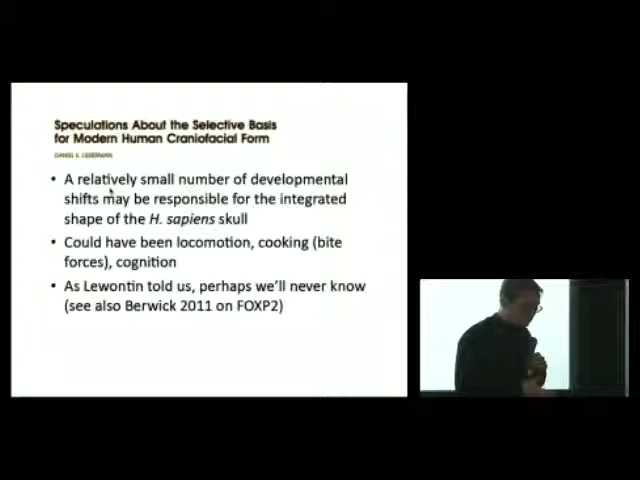 Speculations About the Selective Basis
for Modern Human Craniofacial Form
DANIEL E. LIEBERMAN
• A relatively small number of developmental
shifts may be responsible for the integrated
shape of the H. sapiens skull
• Could have been locomotion, cooking (bite
forces), cognition
• As Lewontin told us, perhaps we'll never know
(see also Berwick 2011 on FOXP2)